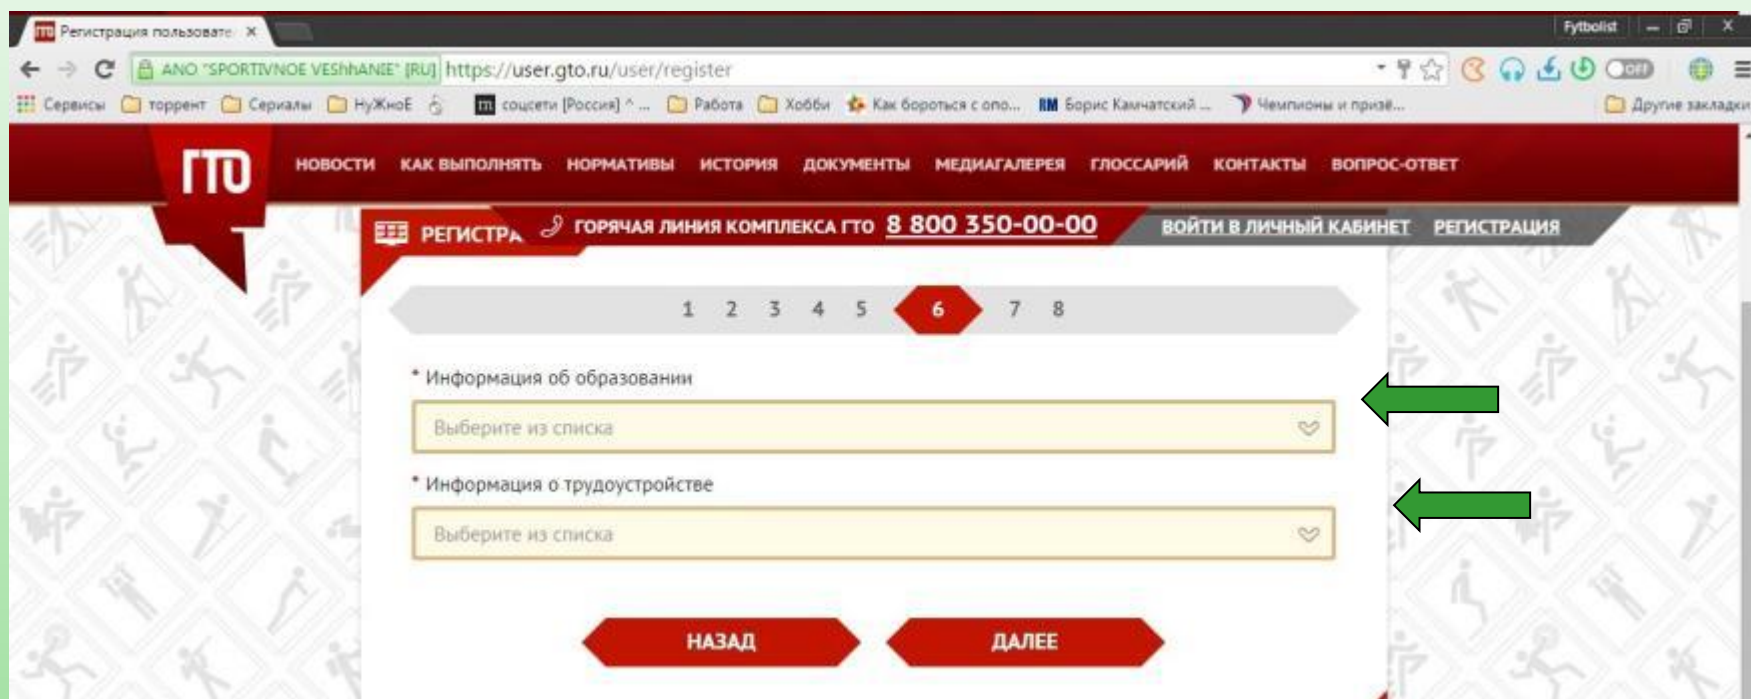 Регистрация пользовате
Fytbolist
ANO "SPORTIVNOE VEShhANIE" [RU] https://user.gto.ru/user/register
OFF
Сервисы торрент Сериалы НуЖноЕ соцсети [Россия] ^ ... Работа Хобби Как бороться с опо... RM Борис Камчатский ... Чемпионы и призё... Другие закладки
ГТО НОВОСТИ КАК ВЫПОЛНЯТЬ НОРМАТИВЫ ИСТОРИЯ ДОКУМЕНТЫ МЕДИАГАЛЕРЕЯ ГЛОССАРИЙ КОНТАКТЫ ВОПРОС-ОТВЕТ
РЕГИСТРА ГОРЯЧАЯ ЛИНИЯ КОМПЛЕКСА ГТО 8 800 350-00-00 ВОЙТИ В ЛИЧНЫЙ КАБИНЕТ РЕГИСТРАЦИЯ
1 2 3 4 5 6 7 8
* Информация об образовании
Выберите из списка
* Информация о трудоустройстве
Выберите из списка
НАЗАД ДАЛЕЕ